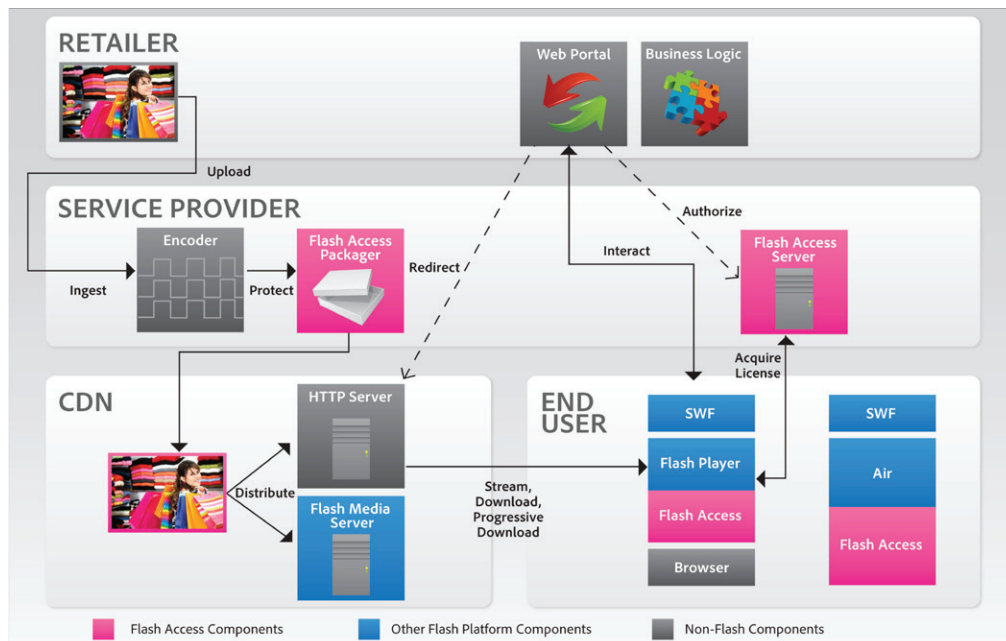 RETAILER
Web Portal
Business Logic
Upload
SERVICE PROVIDER
Authorize
Encoder
Flash Access
Packager
Redirect
Interact
Flash Access
Server
Ingest
Protect
Acquire
License
CDN
HTTP Server
END
USER
SWF
SWF
Flash Player
Air
Distribute
Stream,
Download,
Progressive
Download
Flash Media
Server
Flash Access
Flash Access
Browser
Flash Access Components
Other Flash Platform Components
Non-Flash Components